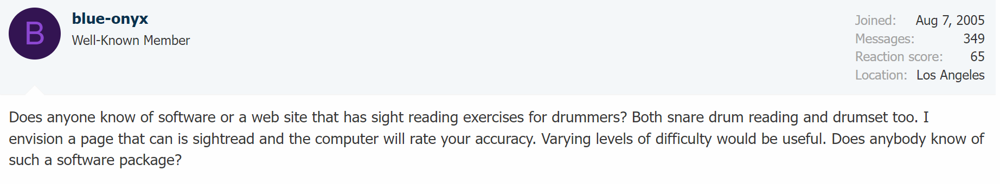 B
blue-onyx
Well-Known Member
Joined: Aug 7, 2005
Messages: 349
Reaction score: 65
Location: Los Angeles
Does anyone know of software or a web site that has sight reading exercises for drummers? Both snare drum reading and drumset too. I
envision a page that can is sightread and the computer will rate your accuracy. Varying levels of difficulty would be useful. Does anybody know of
such a software package?